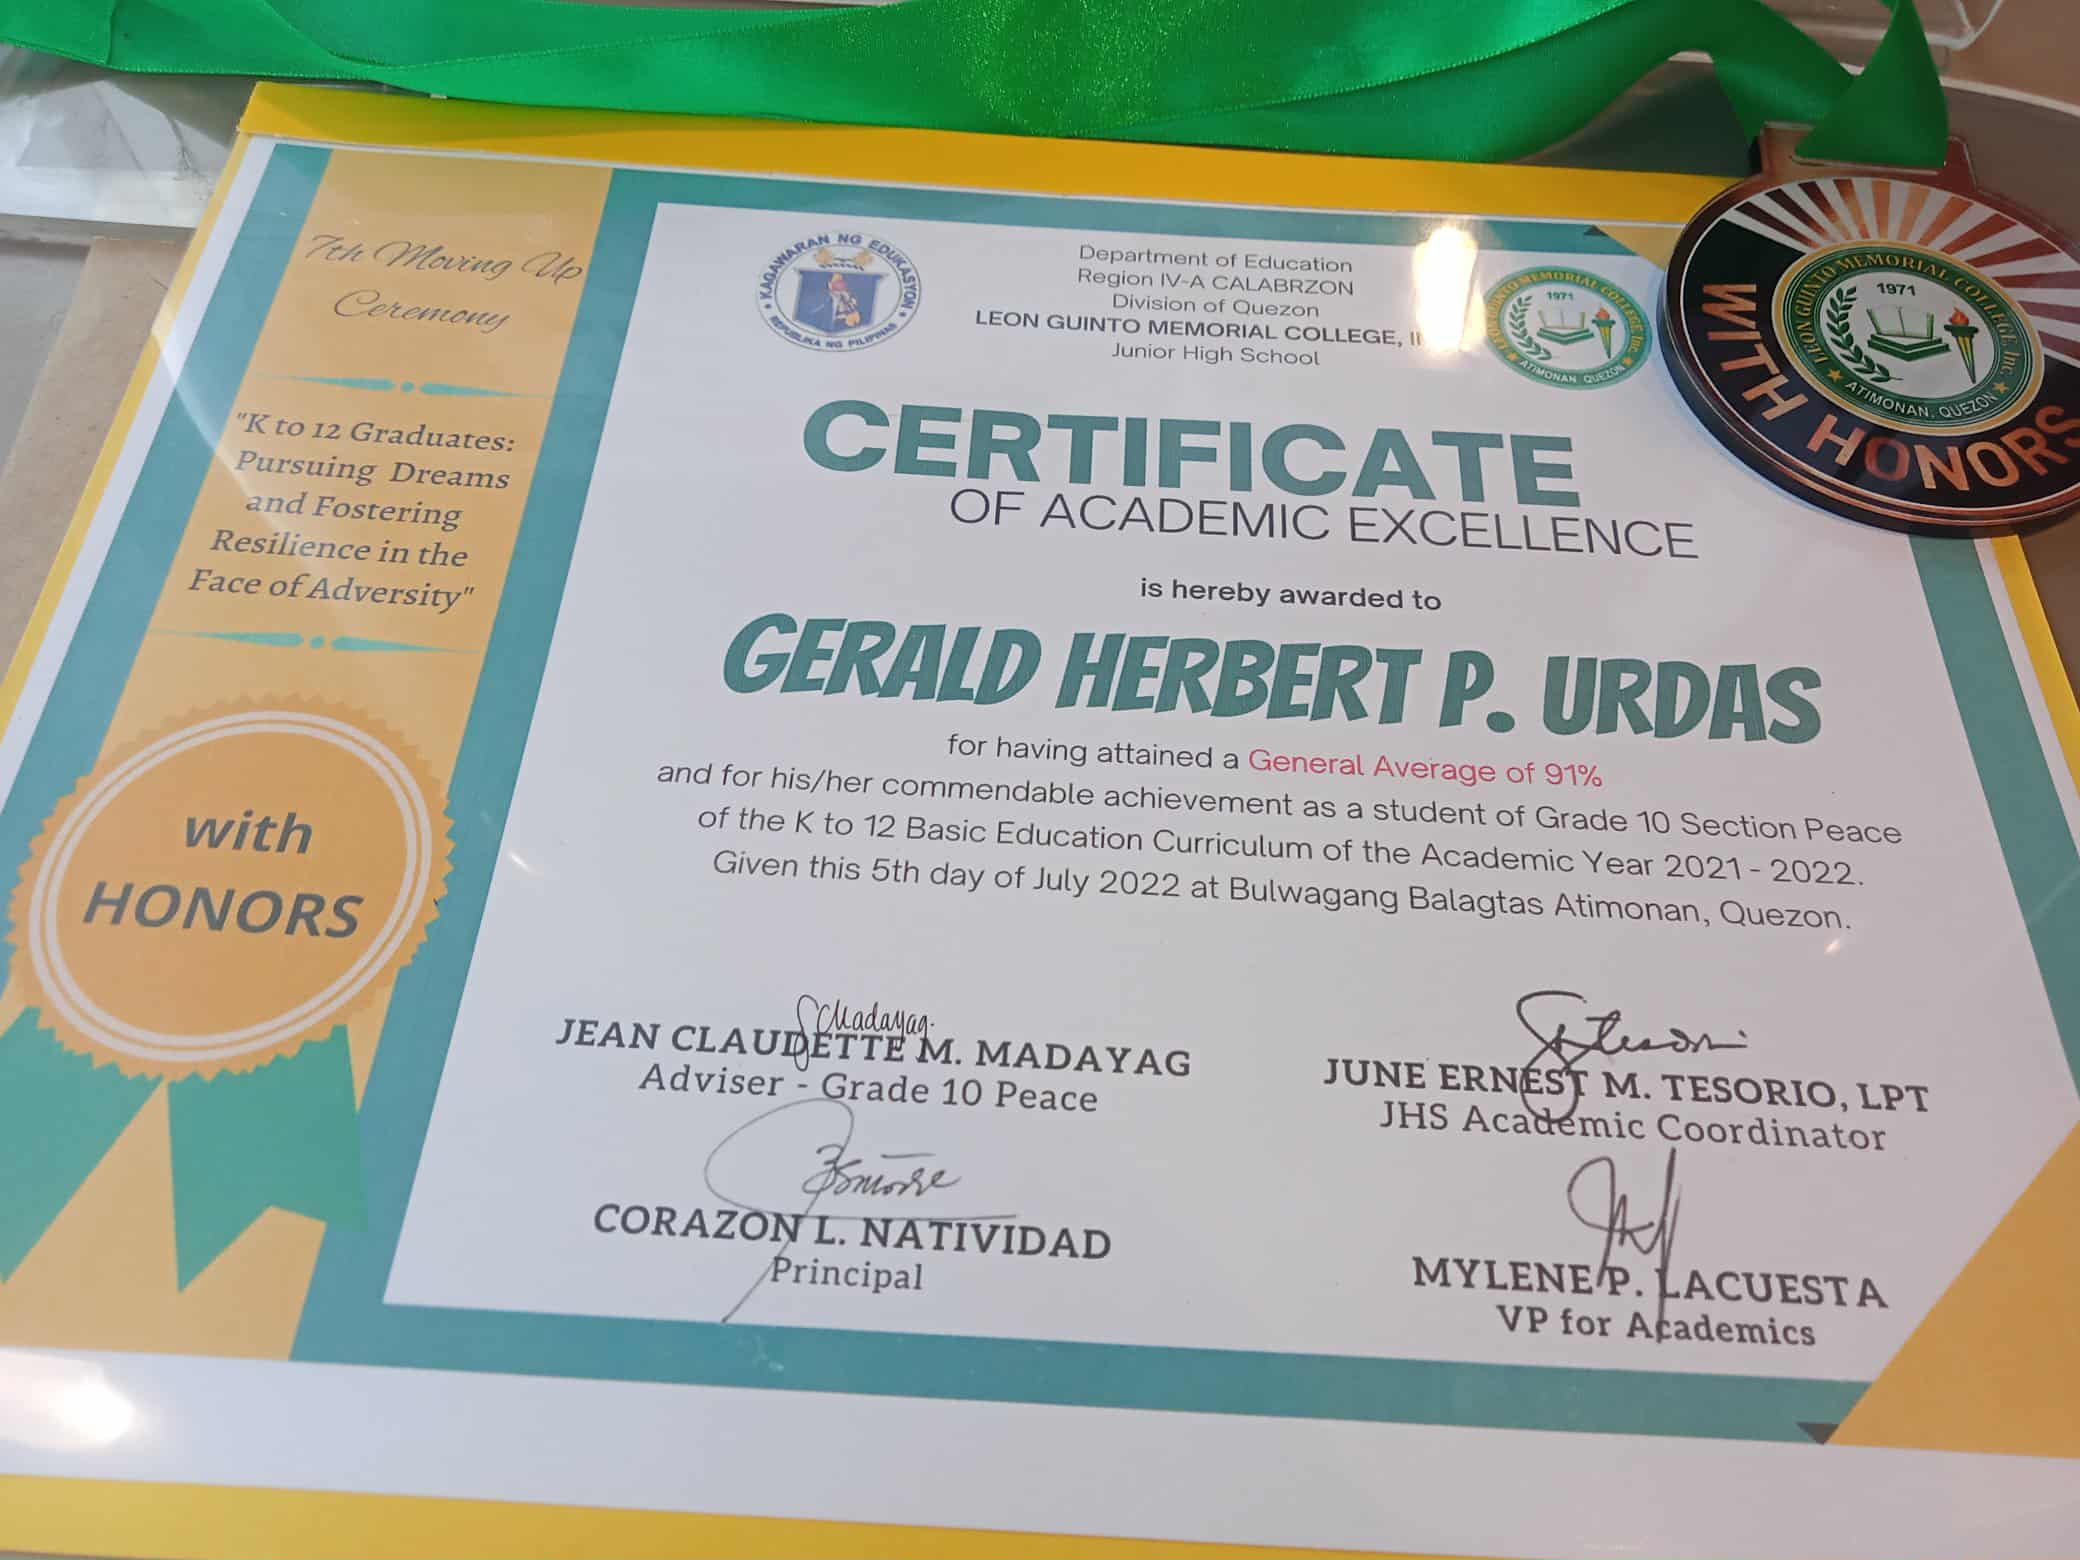 7th Moving Up
Ceremony
"K to 12 Graduates:
Pursuing Dreams
and Fostering
Resilience in the
Face of Adversity"
with
HONORS
KAGAWARAN NG EDUKASYON
REPUBLIKA NG PILIPINAS
Department of Education
Region IV-A CALABRZON
Division of Quezon
LEON GUINTO MEMORIAL COLLEGE,
Junior High School
MEMORIAL COLLEGE Inc
1971
ATIMONAN, QUEZON
LEON GUINTO MEMORIAL COLLEGE, Inc
1971
ATIMONAN, QUEZON
WITH HONORS
CERTIFICATE
OF ACADEMIC EXCELLENCE
is hereby awarded to
GERALD HERBERT P. URDAS
for having attained a General Average of 91%
and for his/her commendable achievement as a student of Grade 10 Section Peace
of the K to 12 Basic Education Curriculum of the Academic Year 2021 - 2022.
Given this 5th day of July 2022 at Bulwagang Balagtas Atimonan, Quezon.
JEAN CLAUDETTE M. MADAYAG
Adviser - Grade 10 Peace
JUNE ERNEST M. TESORIO, LPT
JHS Academic Coordinator
CORAZON L. NATIVIDAD
Principal
MYLENE P. LACUESTA
VP for Academics